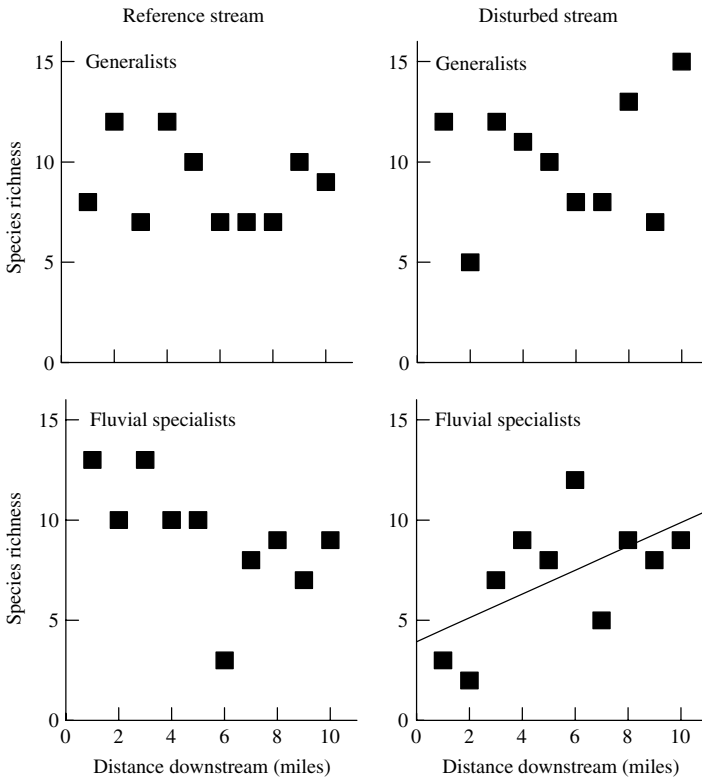 Reference stream
Disturbed stream
15
10
5
0
Species richness
Generalists
15
10
5
0
Generalists
15
10
5
0
Species richness
Fluvial specialists
0 2 4 6 8 10
Distance downstream (miles)
15
10
5
0
Fluvial specialists
0 2 4 6 8 10
Distance downstream (miles)